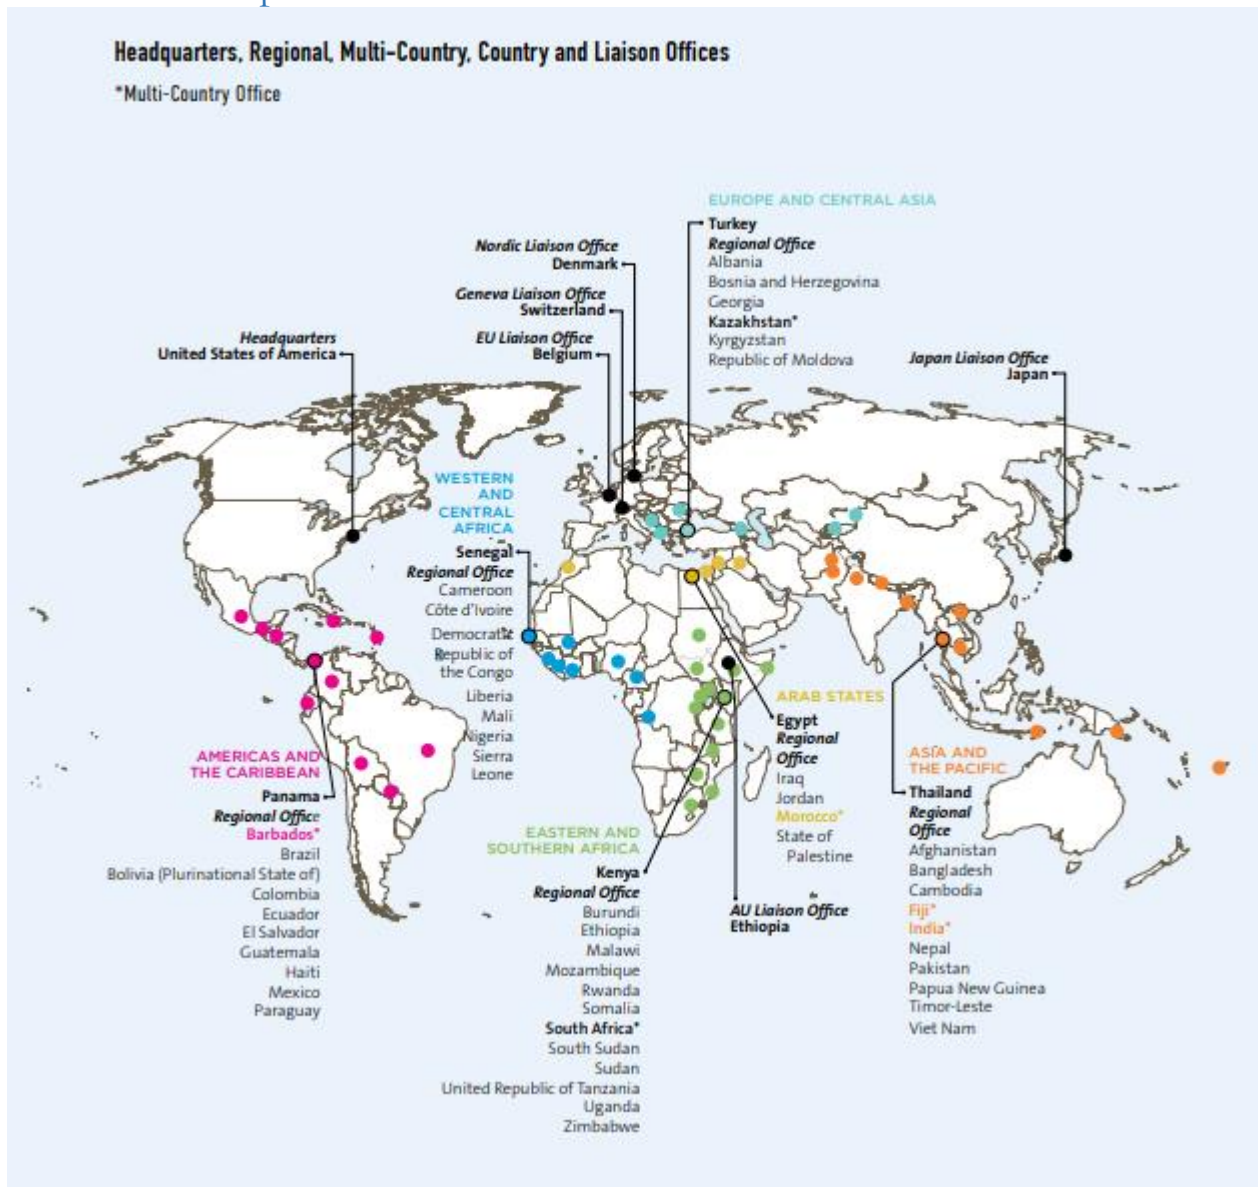 Headquarters, Regional, Multi-Country, Country and Liaison Offices
*Multi-Country Office
EUROPE AND CENTRAL ASIA
Turkey
Regional Office
Albania
Bosnia and Herzegovina
Georgia
Kazakhstan*
Kyrgyzstan
Republic of Moldova
Nordic Liaison Office
Denmark
Geneva Liaison Office
Switzerland
EU Liaison Office
Belgium
Headquarters
United States of America
Japan Liaison Office
Japan
WESTERN
AND
CENTRAL
AFRICA
Senegal
Regional Office
Cameroon
Côte d'Ivoire
Democratic
Republic of
the Congo
Liberia
Mali
Nigeria
Sierra
Leone
AMERICAS AND
THE CARIBBEAN
Panama
Regional Office
Barbados*
Brazil
Bolivia (Plurinational State of)
Colombia
Ecuador
El Salvador
Guatemala
Haiti
Mexico
Paraguay
EASTERN AND
SOUTHERN AFRICA
Kenya
Regional Office
Burundi
Ethiopia
Malawi
Mozambique
Rwanda
Somalia
South Africa*
South Sudan
Sudan
United Republic of Tanzania
Uganda
Zimbabwe
ARAB STATES
Egypt
Regional
Office
Iraq
Jordan
Morocco*
State of
Palestine
AU Liaison Office
Ethiopia
ASIA AND
THE PACIFIC
Thailand
Regional
Office
Afghanistan
Bangladesh
Cambodia
Fiji*
India*
Nepal
Pakistan
Papua New Guinea
Timor-Leste
Viet Nam